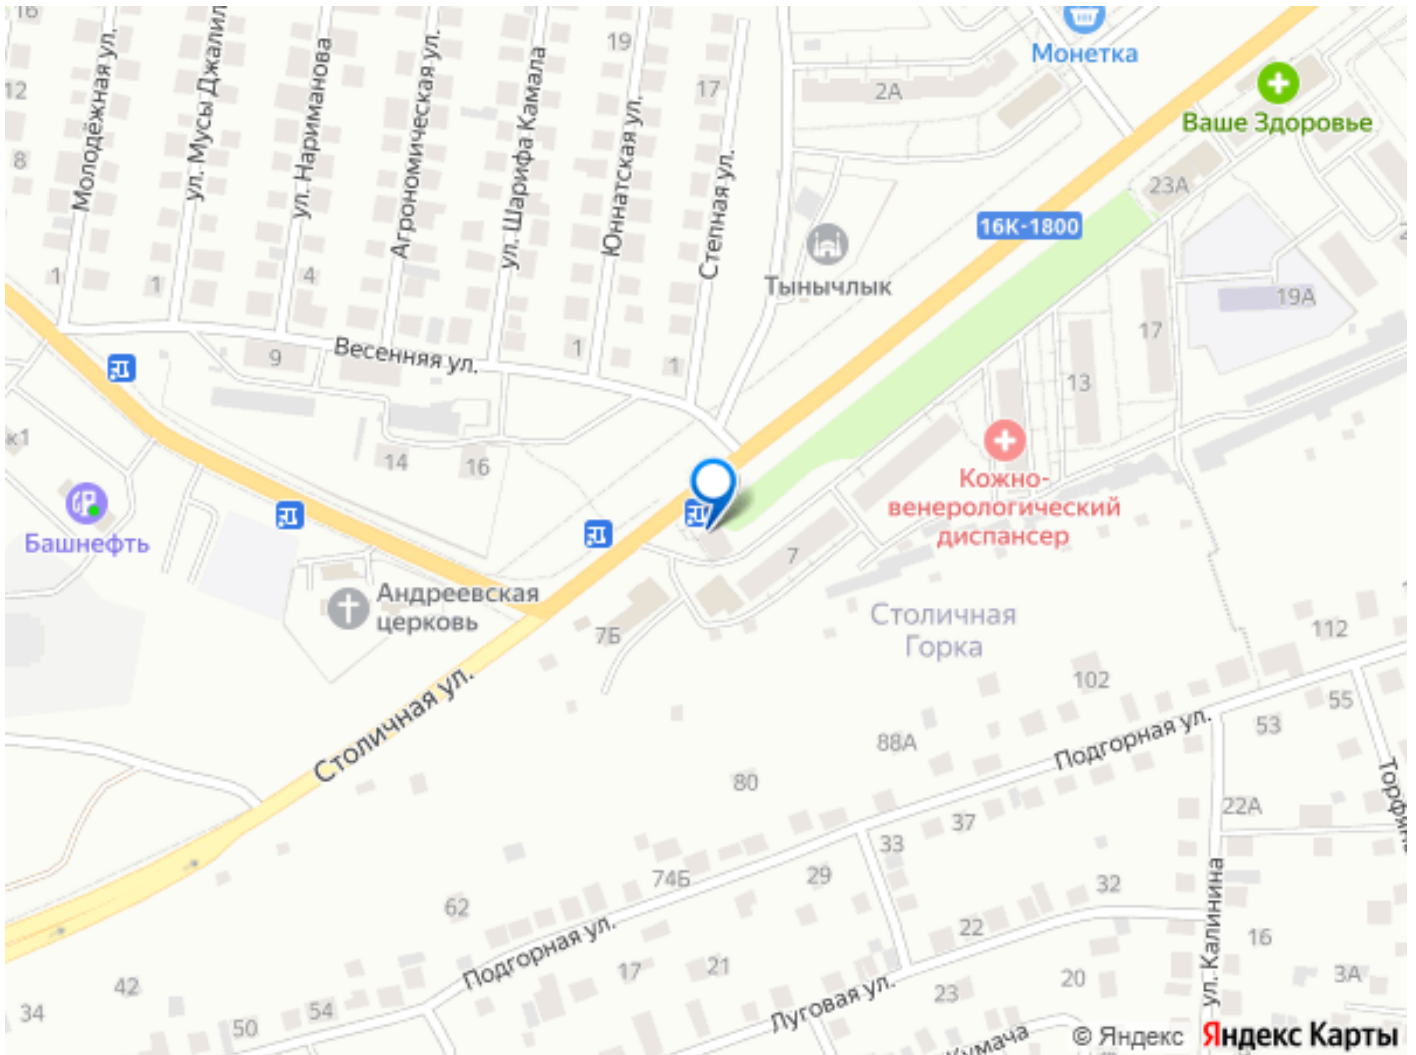 16
Молодёжная ул.
ул. Мусы Джалил
ул. Нариманова
Агрономическая ул.
ул. Шарифа Камала
19
Юннатская ул.
17
Степная ул.
Монетка
2А
Ваше Здоровье
12
8
23А
16К-1800
Тынычлык
1
1
4
19А
17
9
Весенняя ул.
1
1
13
к1
14
16
Кожно-
венерологический
диспансер
Башнефть
Андреевская
церковь
7
7Б
Столичная
Горка
112
102
55
53
Столичная ул.
88А
Подгорная ул.
80
22А
37
33
74Б
29
32
62
22
Подгорная ул.
ул. Калинина
16
17
21
20
3А
42
34
54
50
23
Луговая ул.
© Яндекс
Яндекс Карты